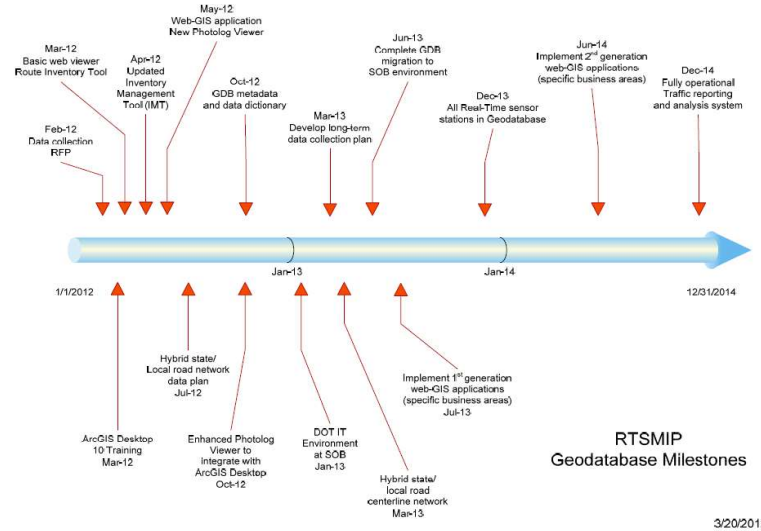 May-12
Web-GIS application
New Photolog Viewer
Mar-12
Basic web viewer
Route Inventory Tool
Apr-12
Updated
Inventory
Management
Tool (IMT)
Oct-12
GDB metadata
and data dictionary
Jun-13
Complete GDB
migration to
SOB environment
Jun-14
Implement 2nd generation
web-GIS applications
(specific business areas)
Dec-14
Fully operational
Traffic reporting
and analysis system
Feb-12
Data collection
RFP
Mar-13
Develop long-term
data collection plan
Dec-13
All Real-Time sensor
stations in Geodatabase
Jan-13
Jan-14
1/1/2012
12/31/2014
Hybrid state/
Local road network
data plan
Jul-12
Implement 1st generation
web-GIS applications
(specific business areas)
Jul-13
ArcGIS Desktop
10 Training
Mar-12
Enhanced Photolog
Viewer to
integrate with
ArcGIS Desktop
Oct-12
DOT IT
Environment
at SOB
Jan-13
Hybrid state/
local road
centerline network
Mar-13
RTSMIP
Geodatabase Milestones
3/20/201